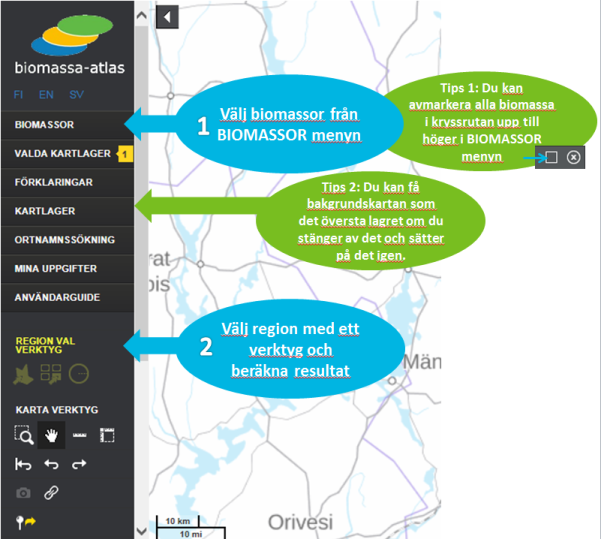 biomassa-atlas
FI EN SV
BIOMASSOR
VALDA KARTLAGER 1
FÖRKLARINGAR
KARTLAGER
ORTNAMNSSÖKNING
MINA UPPGIFTER
ANVÄNDARGUIDE
REGION VAL
VERKTYG
KARTA VERKTYG
1
Välj biomassor från
BIOMASSOR menyn
Tips 1: Du kan
avmarkera alla biomassa
i kryssrutan upp till
höger i BIOMASSOR
menyn
Tips 2: Du kan få
bakgrundskartan som
det översta lagret om du
stänger av det och sätter
på det igen.
rat
ois
2
Välj region med ett
verktyg och
beräkna resultat
Män
10 km
10 mi
Orivesi